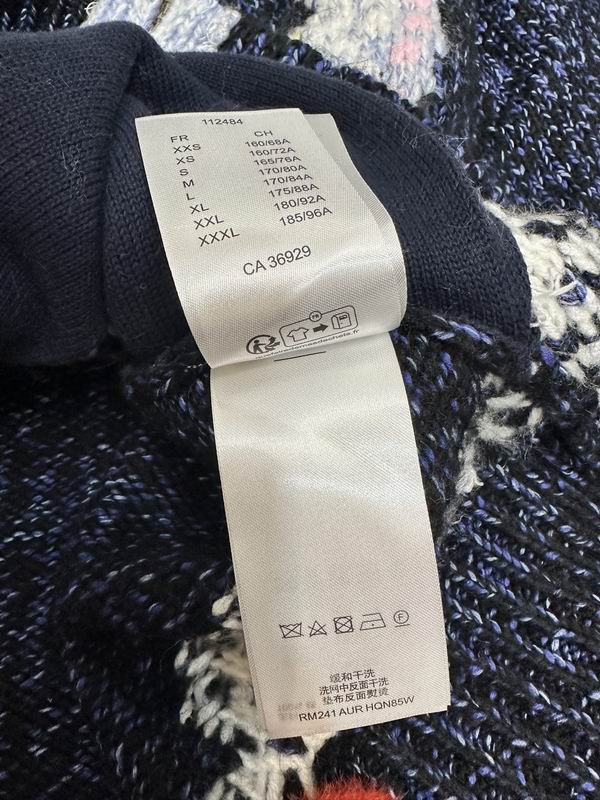 112484
FR CH
XXS 160/68A
XS 160/72A
S 165/76A
M 170/80A
L 170/84A
XL 175/88A
XXL 180/92A
XXXL 185/96A
CA 36929
FR
F
缓和干洗
洗网中反面干洗
垫布反面熨烫
RM241 AUR HQN85W